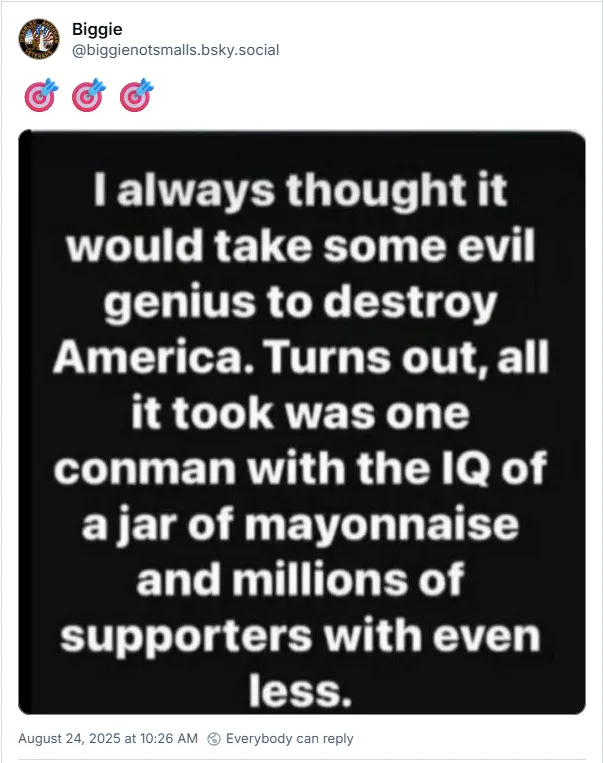 Biggie
@biggienotsmalls.bsky.social
I always thought it
would take some evil
genius to destroy
America. Turns out, all
it took was one
conman with the IQ of
a jar of mayonnaise
and millions of
supporters with even
less.
August 24, 2025 at 10:26 AM Everybody can reply